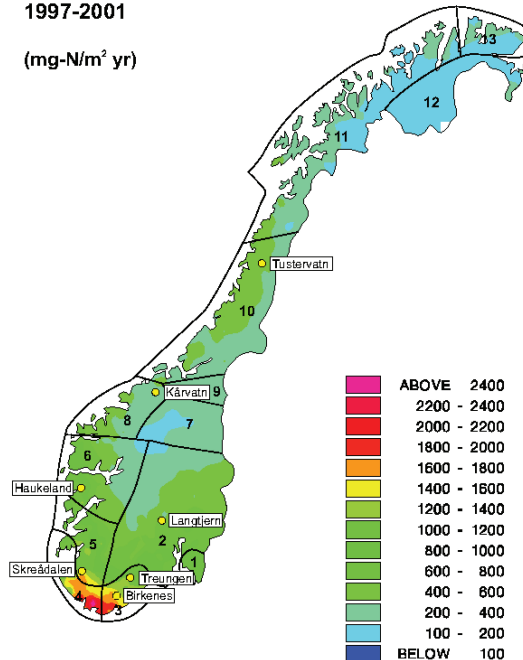 1997-2001
(mg-N/m² yr)
13
12
11
Tustervatn
10
9
Kårvatn
8
7
6
Haukeland
Langtjern
5
2
1
Skreådalen
Treungen
4
Birkenes
3
ABOVE 2400
2200 - 2400
2000 - 2200
1800 - 2000
1600 - 1800
1400 - 1600
1200 - 1400
1000 - 1200
800 - 1000
600 - 800
400 - 600
200 - 400
100 - 200
BELOW 100